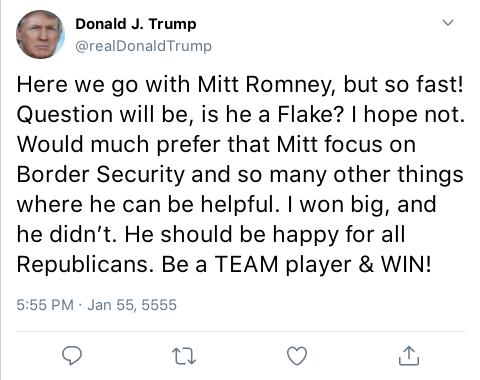 Donald J. Trump
@realDonaldTrump
Here we go with Mitt Romney, but so fast!
Question will be, is he a Flake? I hope not.
Would much prefer that Mitt focus on
Border Security and so many other things
where he can be helpful. I won big, and
he didn’t. He should be happy for all
Republicans. Be a TEAM player & WIN!
5:55 PM · Jan 55, 5555